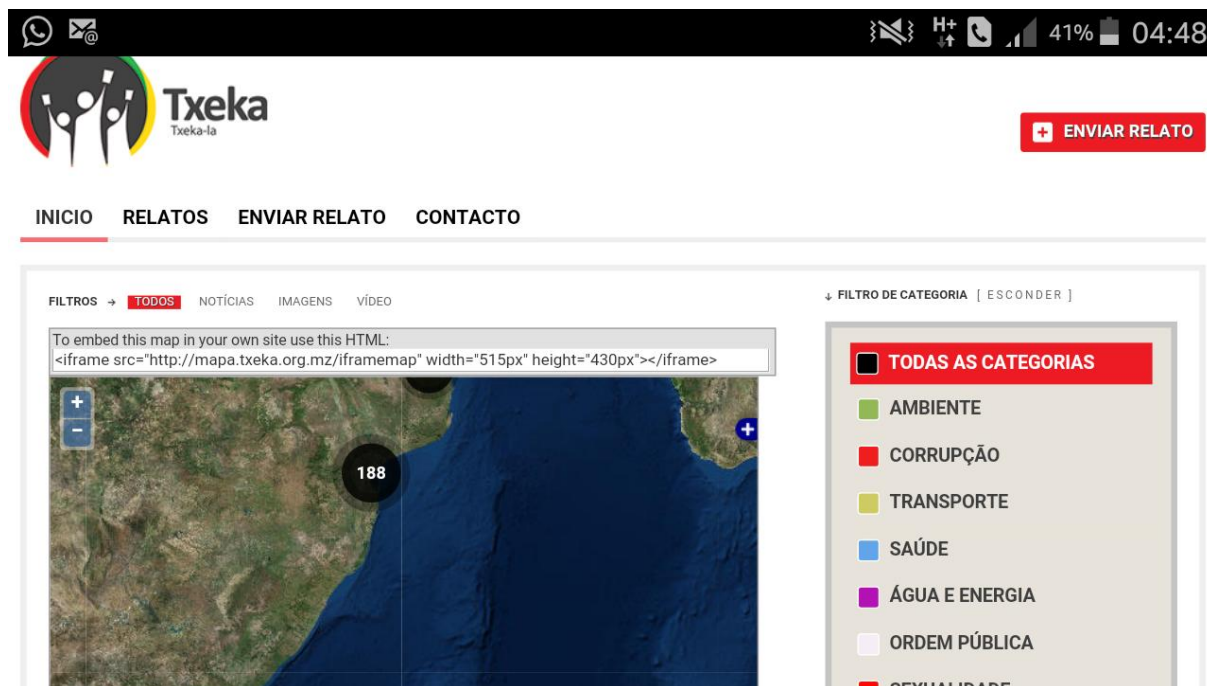 H+
41%
04:48
Txeka
Txeka-la
ENVIAR RELATO
INICIO RELATOS ENVIAR RELATO CONTACTO
FILTROS → TODOS NOTÍCIAS IMAGENS VÍDEO
↓ FILTRO DE CATEGORIA [ ESCONDER ]
To embed this map in your own site use this HTML:
<iframe src="http://mapa.txeka.org.mz/iframemap" width="515px" height="430px"></iframe>
+
−
188
TODAS AS CATEGORIAS
AMBIENTE
CORRUPÇÃO
TRANSPORTE
SAÚDE
ÁGUA E ENERGIA
ORDEM PÚBLICA
SEXUALIDADE